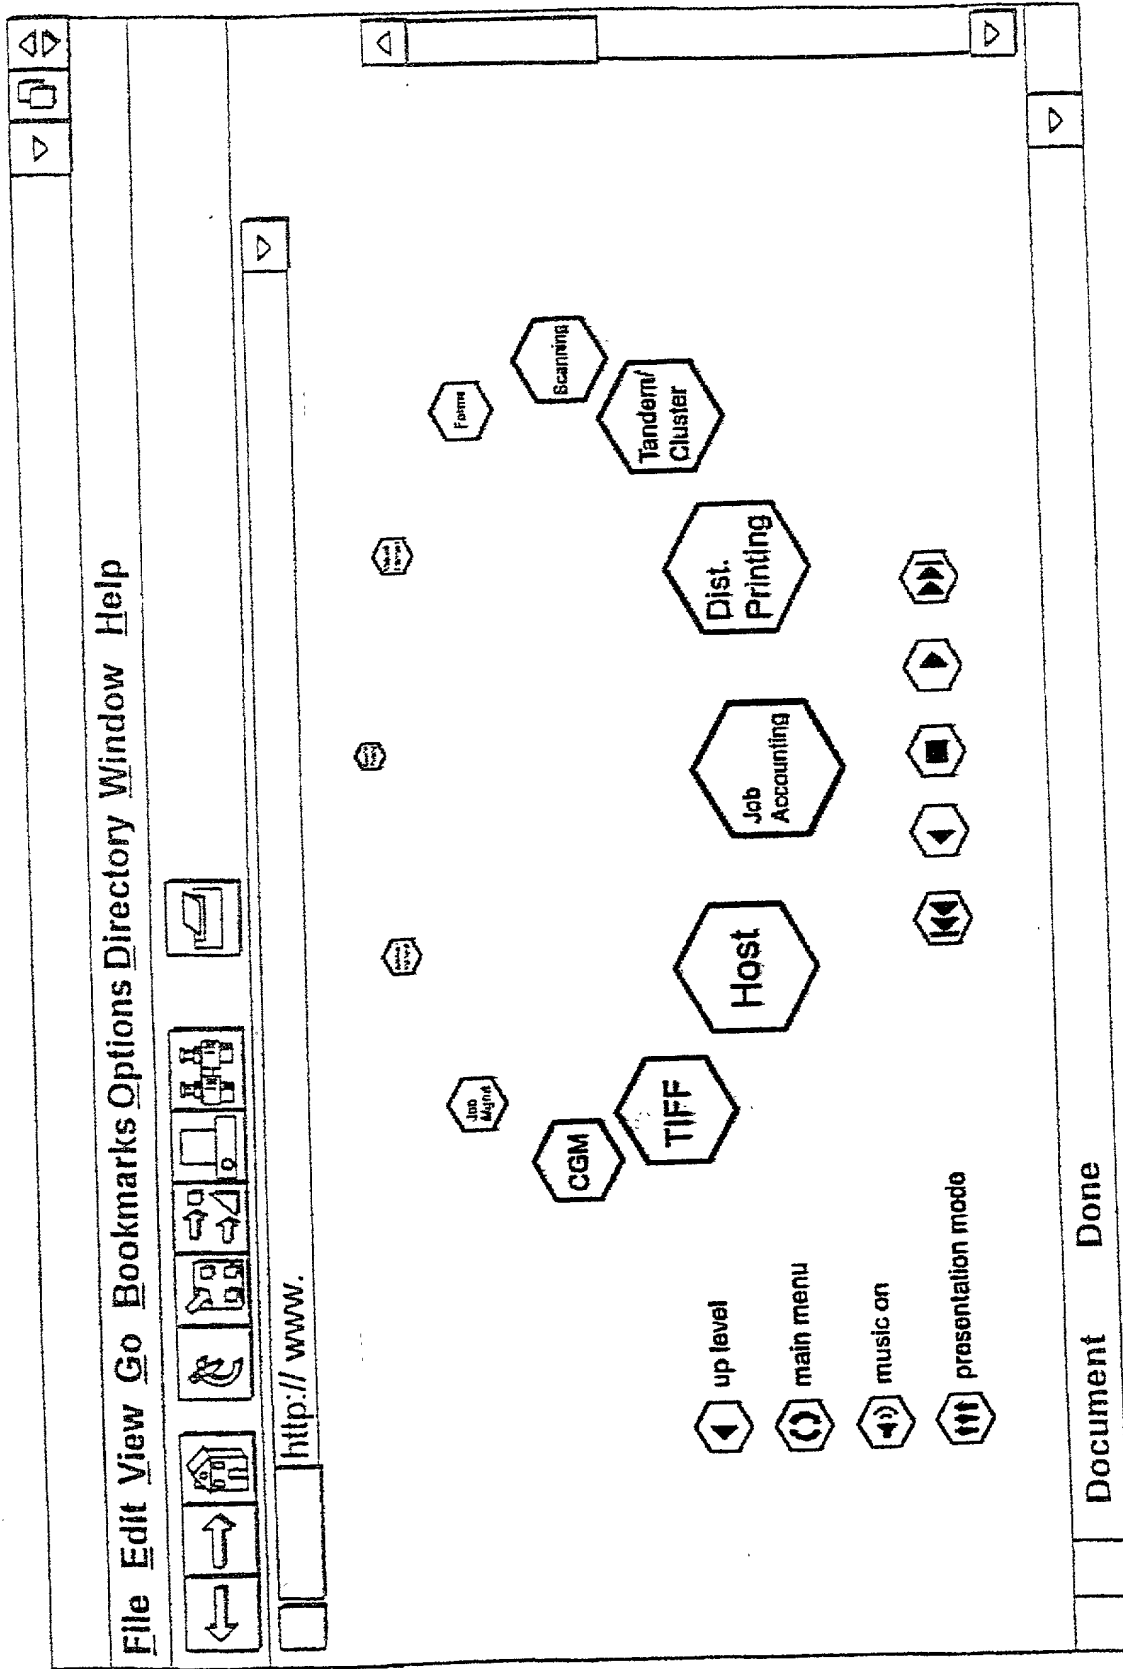 File Edit View Go Bookmarks Options Directory Window Help
http:// www.
Forms
Job
Mgmt
Scanning
CGM
Tandem/
Cluster
TIFF
Dist.
Printing
Host
Job
Accounting
up level
main menu
music on
presentation mode
Document Done